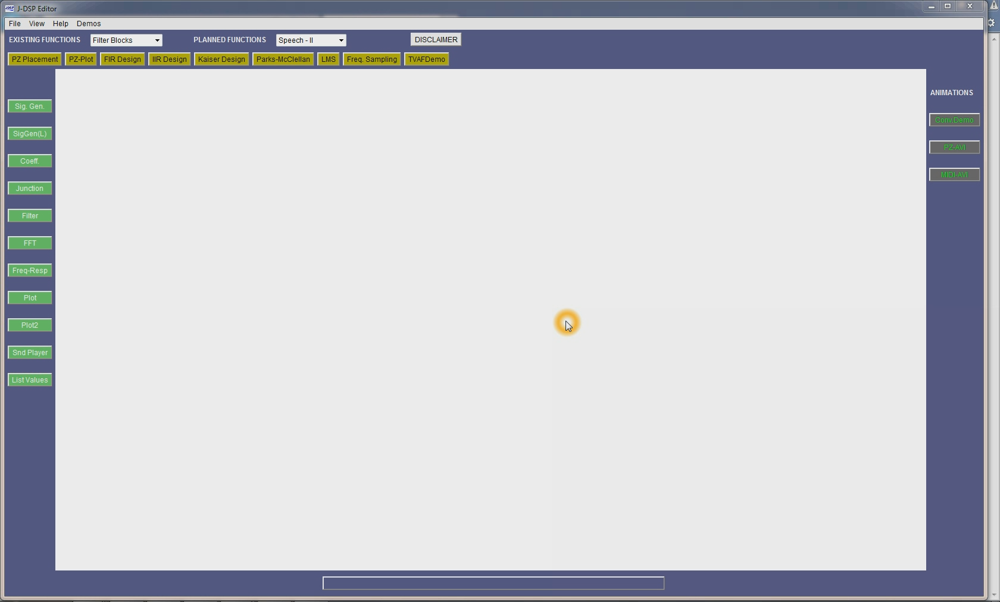 JDSP J-DSP Editor
File View Help Demos
EXISTING FUNCTIONS Filter Blocks PLANNED FUNCTIONS Speech - II DISCLAIMER
PZ Placement PZ-Plot FIR Design IIR Design Kaiser Design Parks-McClellan LMS Freq. Sampling TVAFDemo
ANIMATIONS
Sig. Gen.
Conv.Demo
SigGen(L)
PZ-AVI
Coeff.
MIDI-AVI
Junction
Filter
FFT
Freq-Resp
Plot
Plot2
Snd Player
List Values